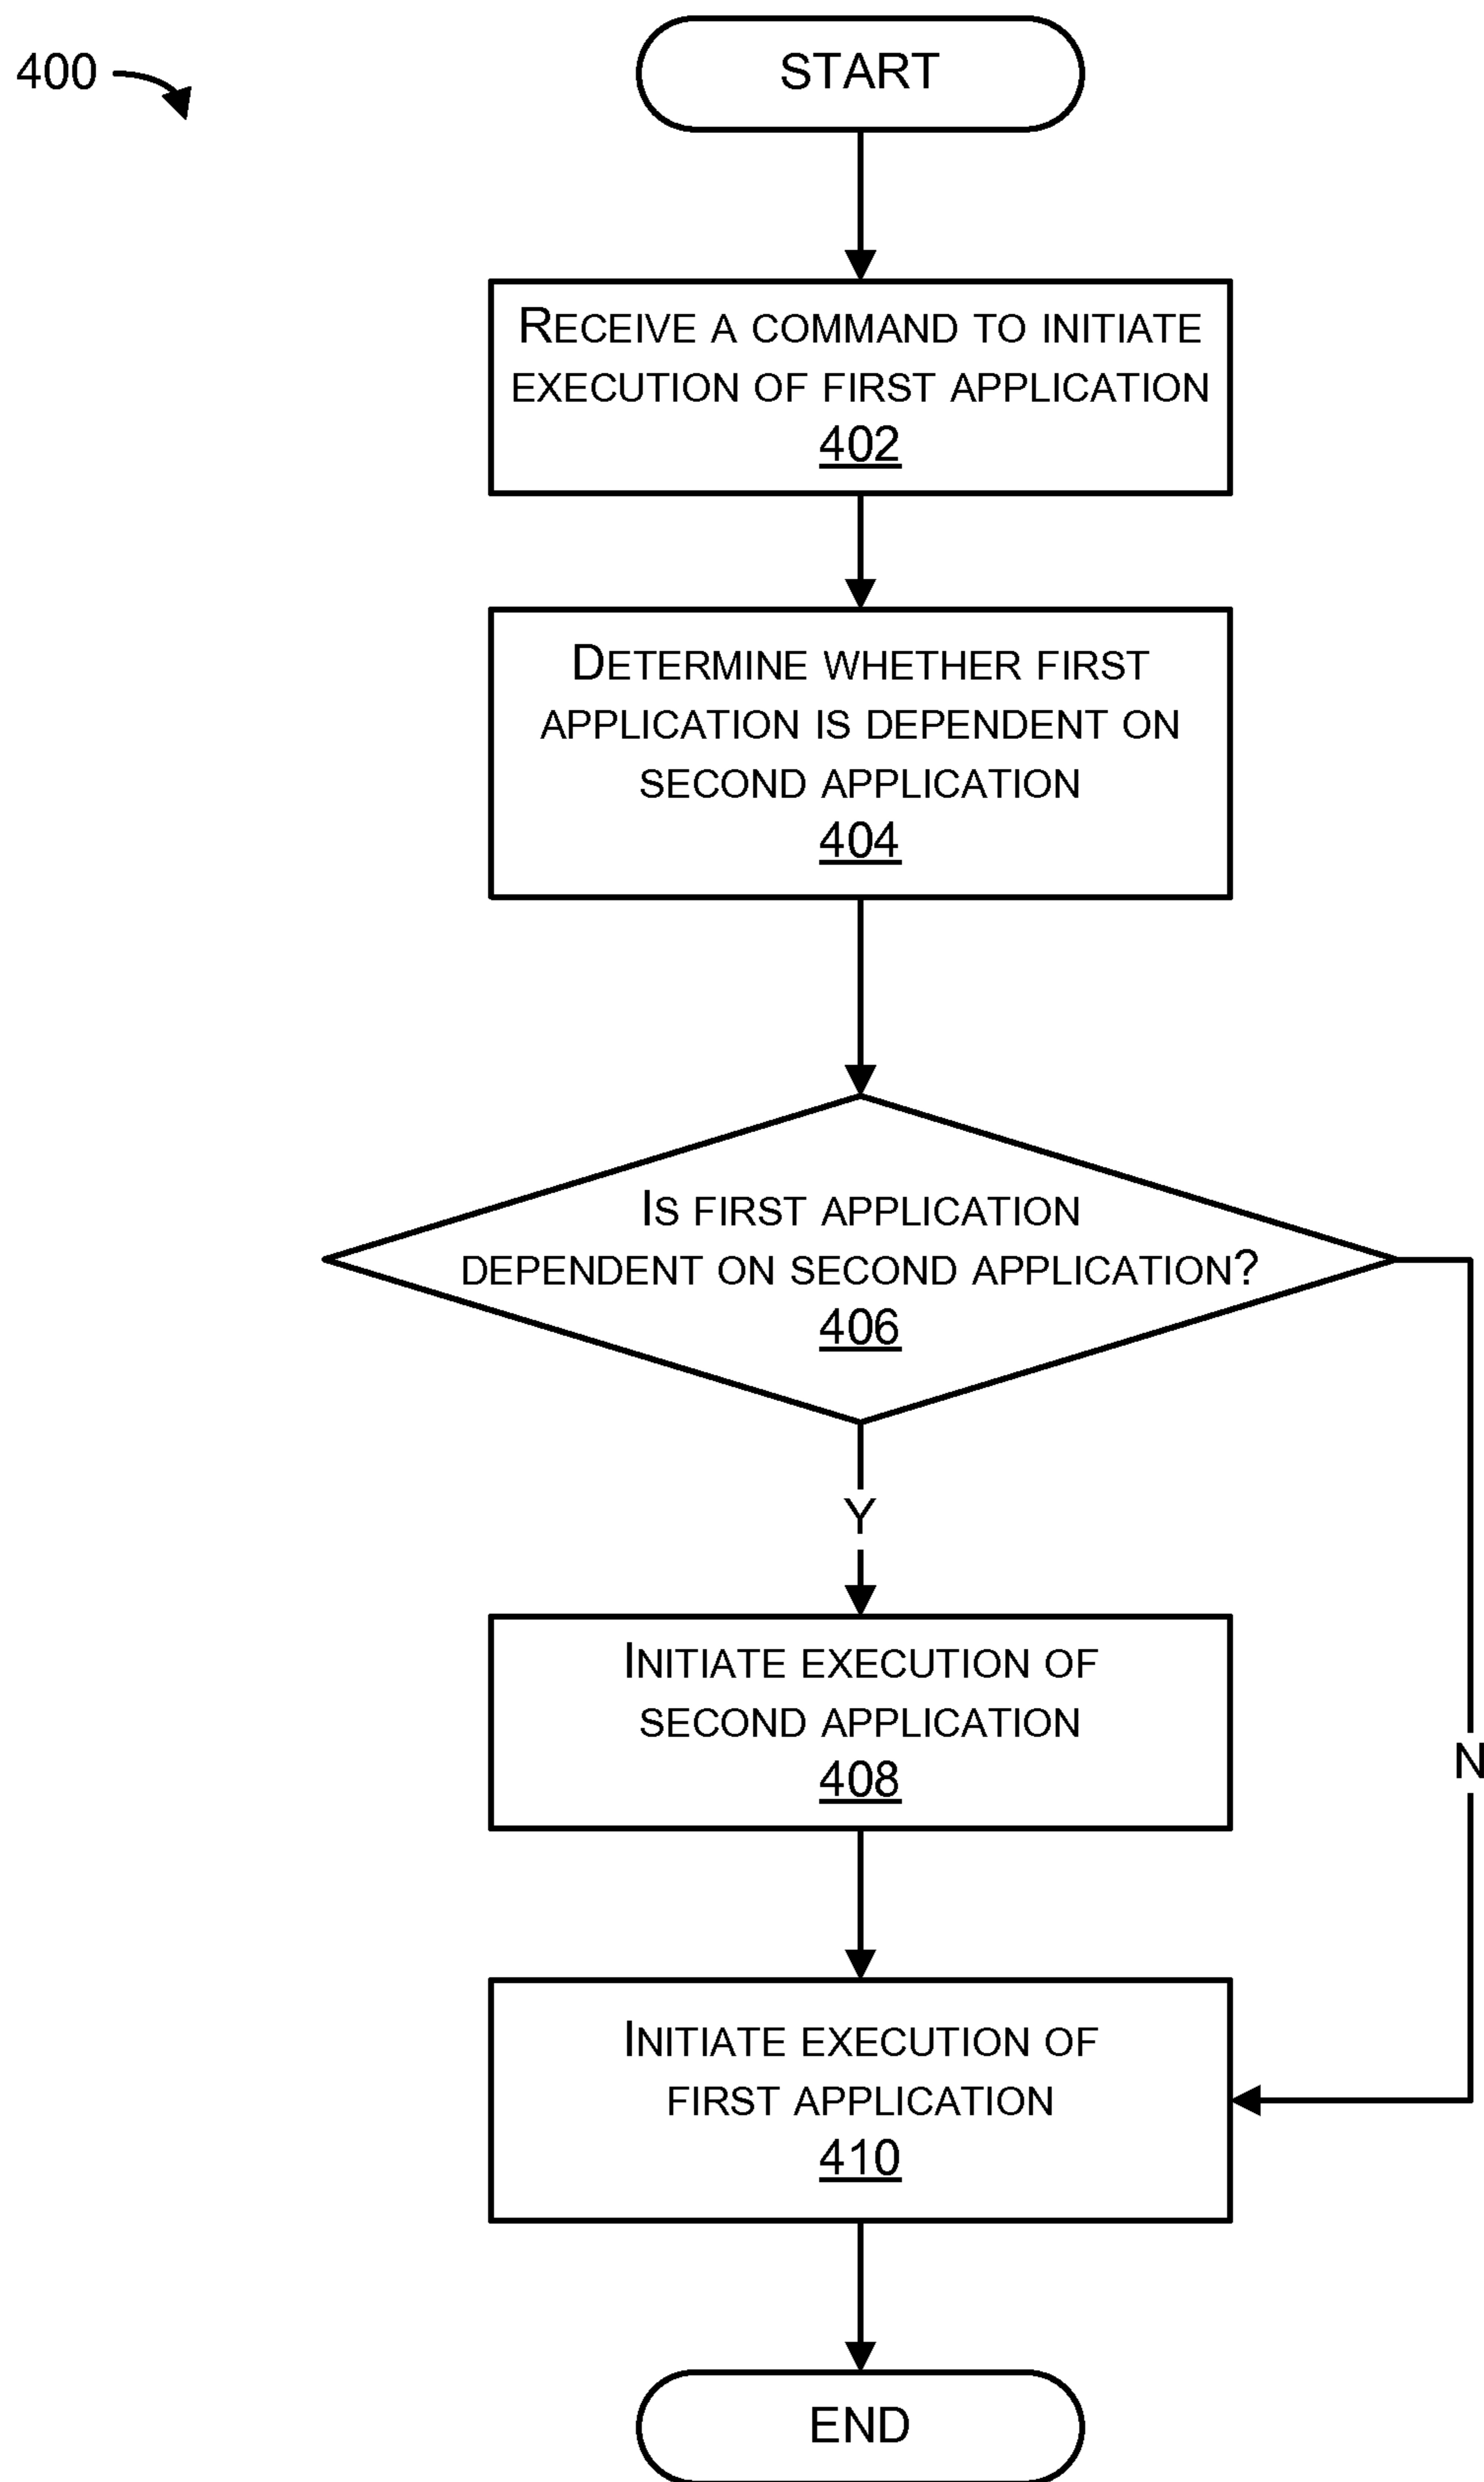 400
START
RECEIVE A COMMAND TO INITIATE
EXECUTION OF FIRST APPLICATION
402
DETERMINE WHETHER FIRST
APPLICATION IS DEPENDENT ON
SECOND APPLICATION
404
IS FIRST APPLICATION
DEPENDENT ON SECOND APPLICATION?
406
Y
INITIATE EXECUTION OF
SECOND APPLICATION
408
N
INITIATE EXECUTION OF
FIRST APPLICATION
410
END